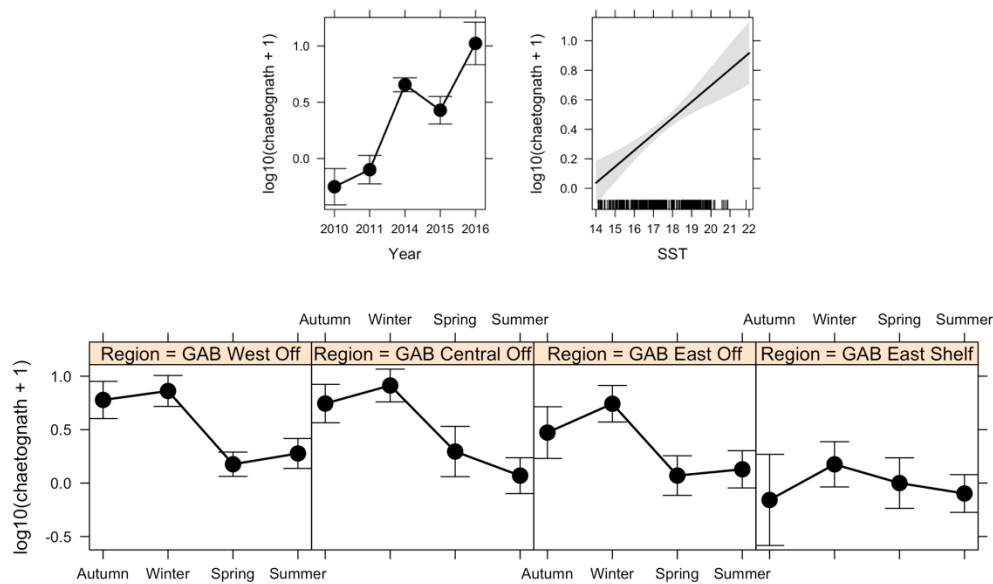 log10(chaetognath + 1)
1.0
0.5
0.0
2010 2011 2014 2015 2016
Year
log10(chaetognath + 1)
1.0
0.8
0.6
0.4
0.2
0.0
14 15 16 17 18 19 20 21 22
SST
Autumn Winter Spring Summer
Autumn Winter Spring Summer
Region = GAB West Off
Region = GAB Central Off
Region = GAB East Off
Region = GAB East Shelf
log10(chaetognath + 1)
1.0
0.5
0.0
-0.5
Autumn Winter Spring Summer
Autumn Winter Spring Summer